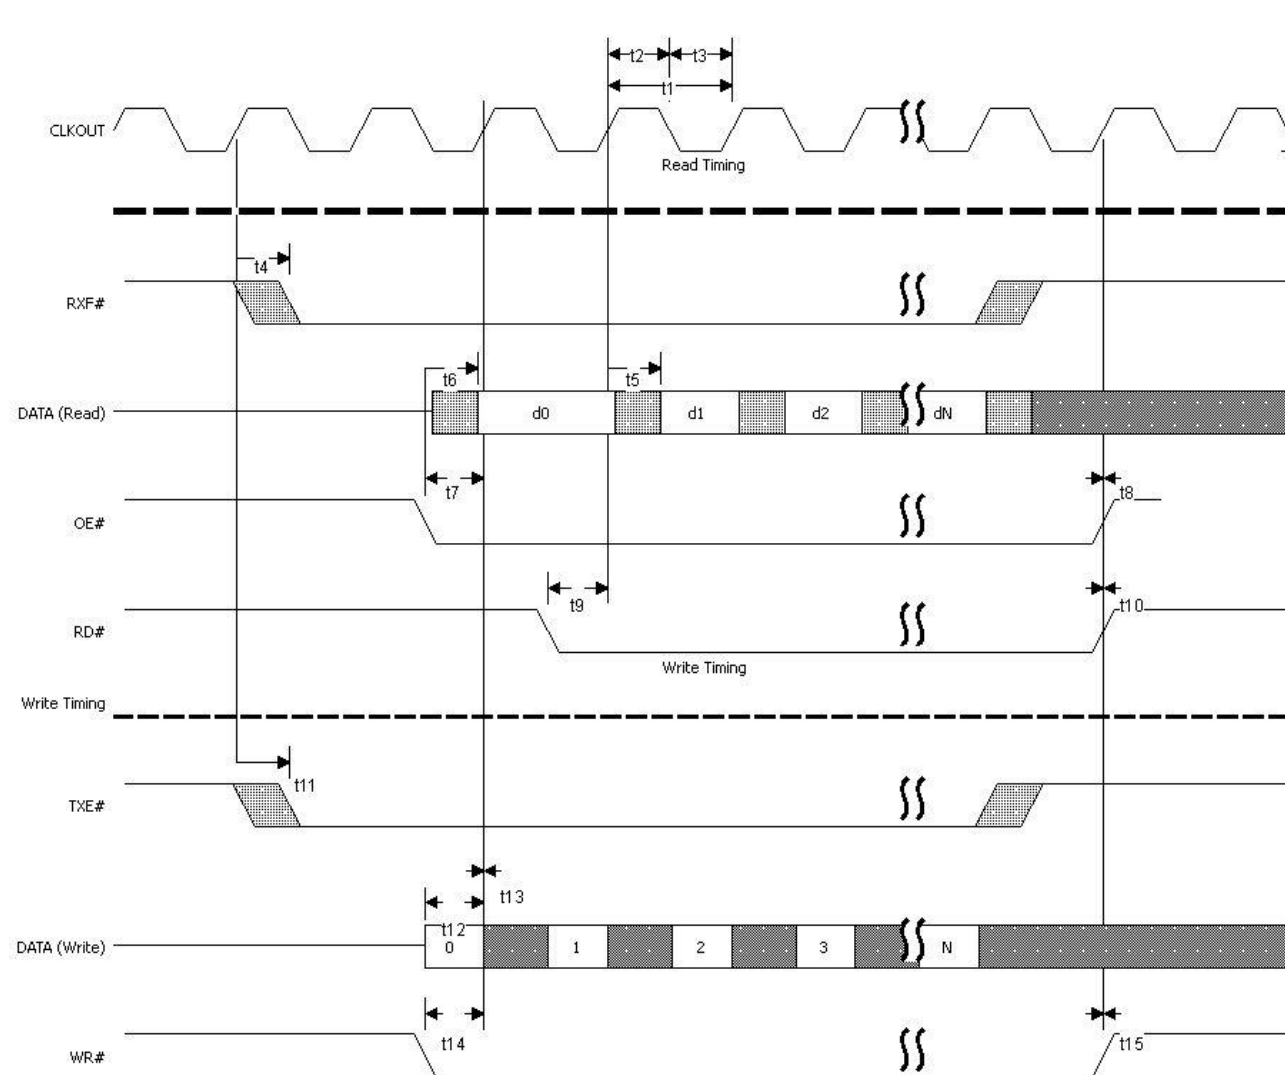 t2 t3
t1
CLKOUT
Read Timing
t4
RXF#
t6 t5
DATA (Read) d0 d1 d2 dN
t7 t8
OE#
t9 t10
RD#
Write Timing
Write Timing
t11
TXE#
t13
t12
DATA (Write) 0 1 2 3 N
t14 t15
WR#